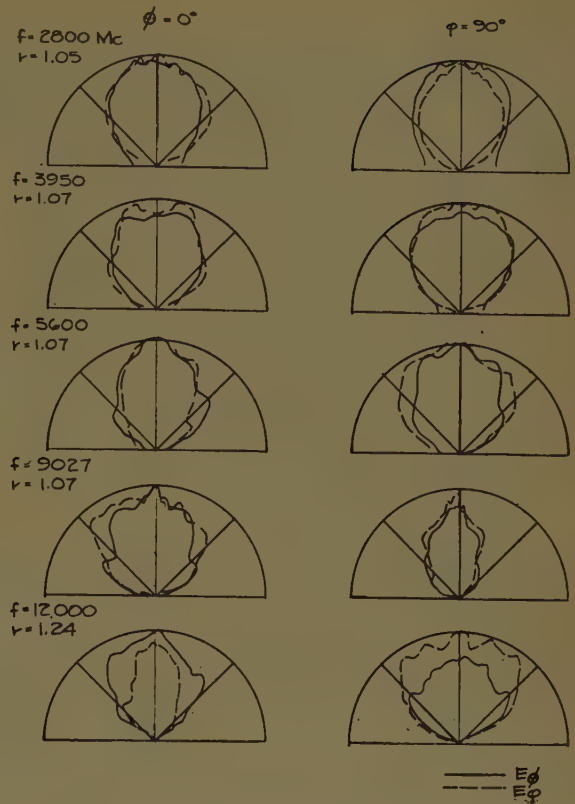 ϕ = 0°
φ = 90°
f = 2800 Mc
r = 1.05
f = 3950
r = 1.07
f = 5600
r = 1.07
f = 9027
r = 1.07
f = 12,000
r = 1.24
Eϕ
Eφ